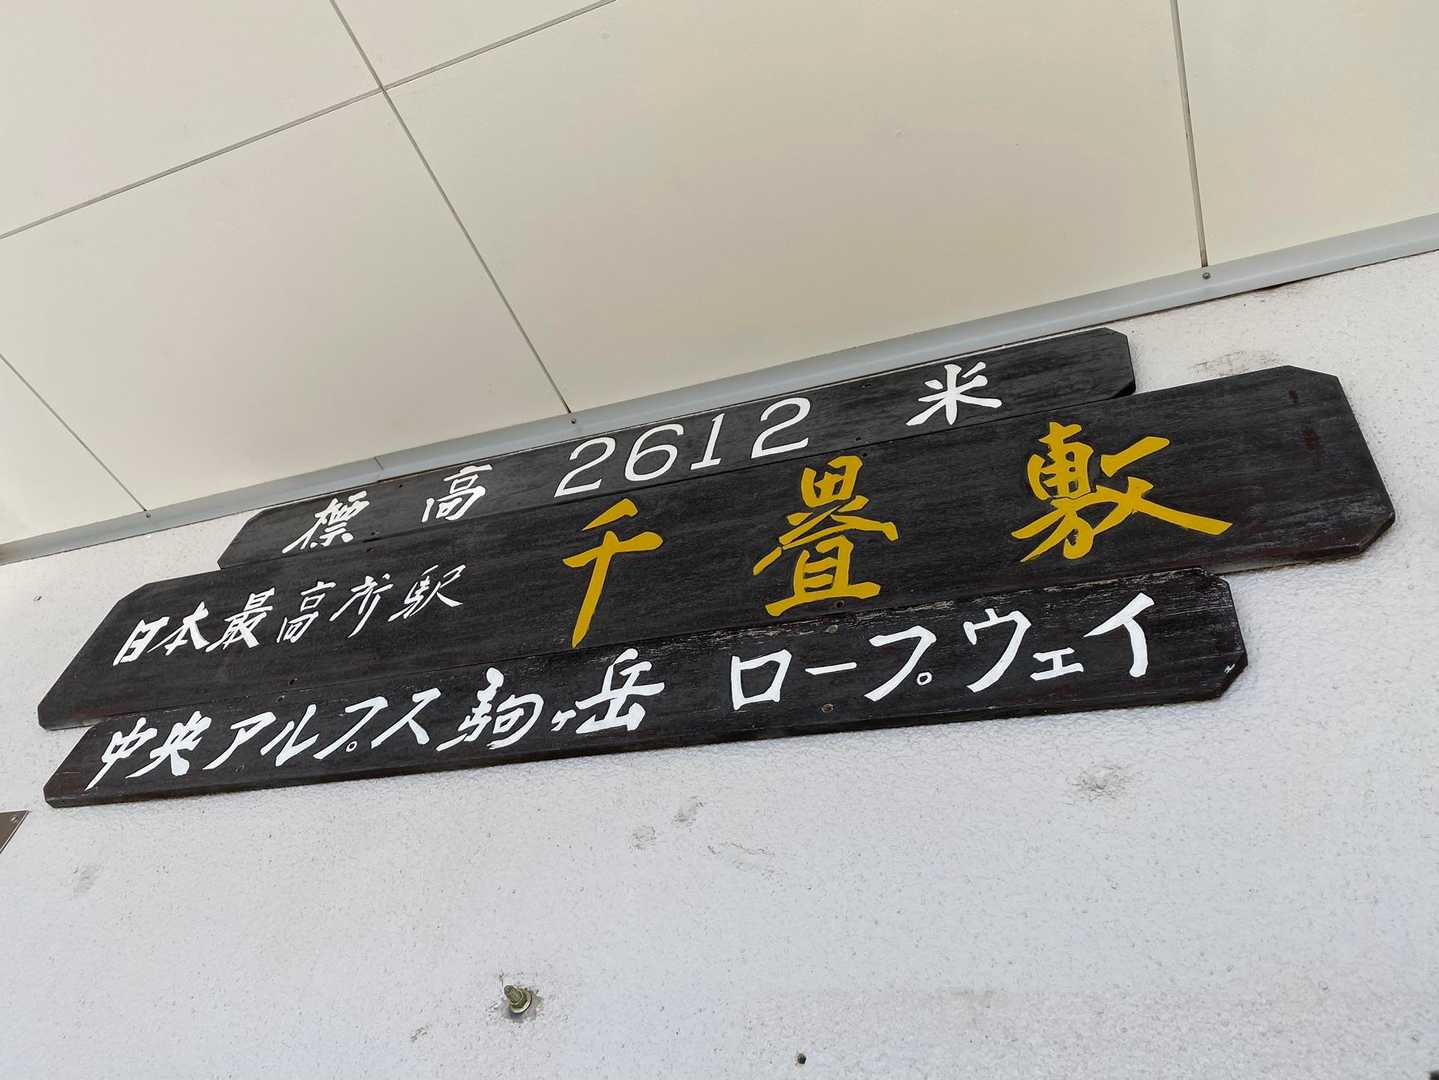 標高 2612 米
日本最高所駅 千畳敷
中央アルプス駒ヶ岳 ロープウェイ